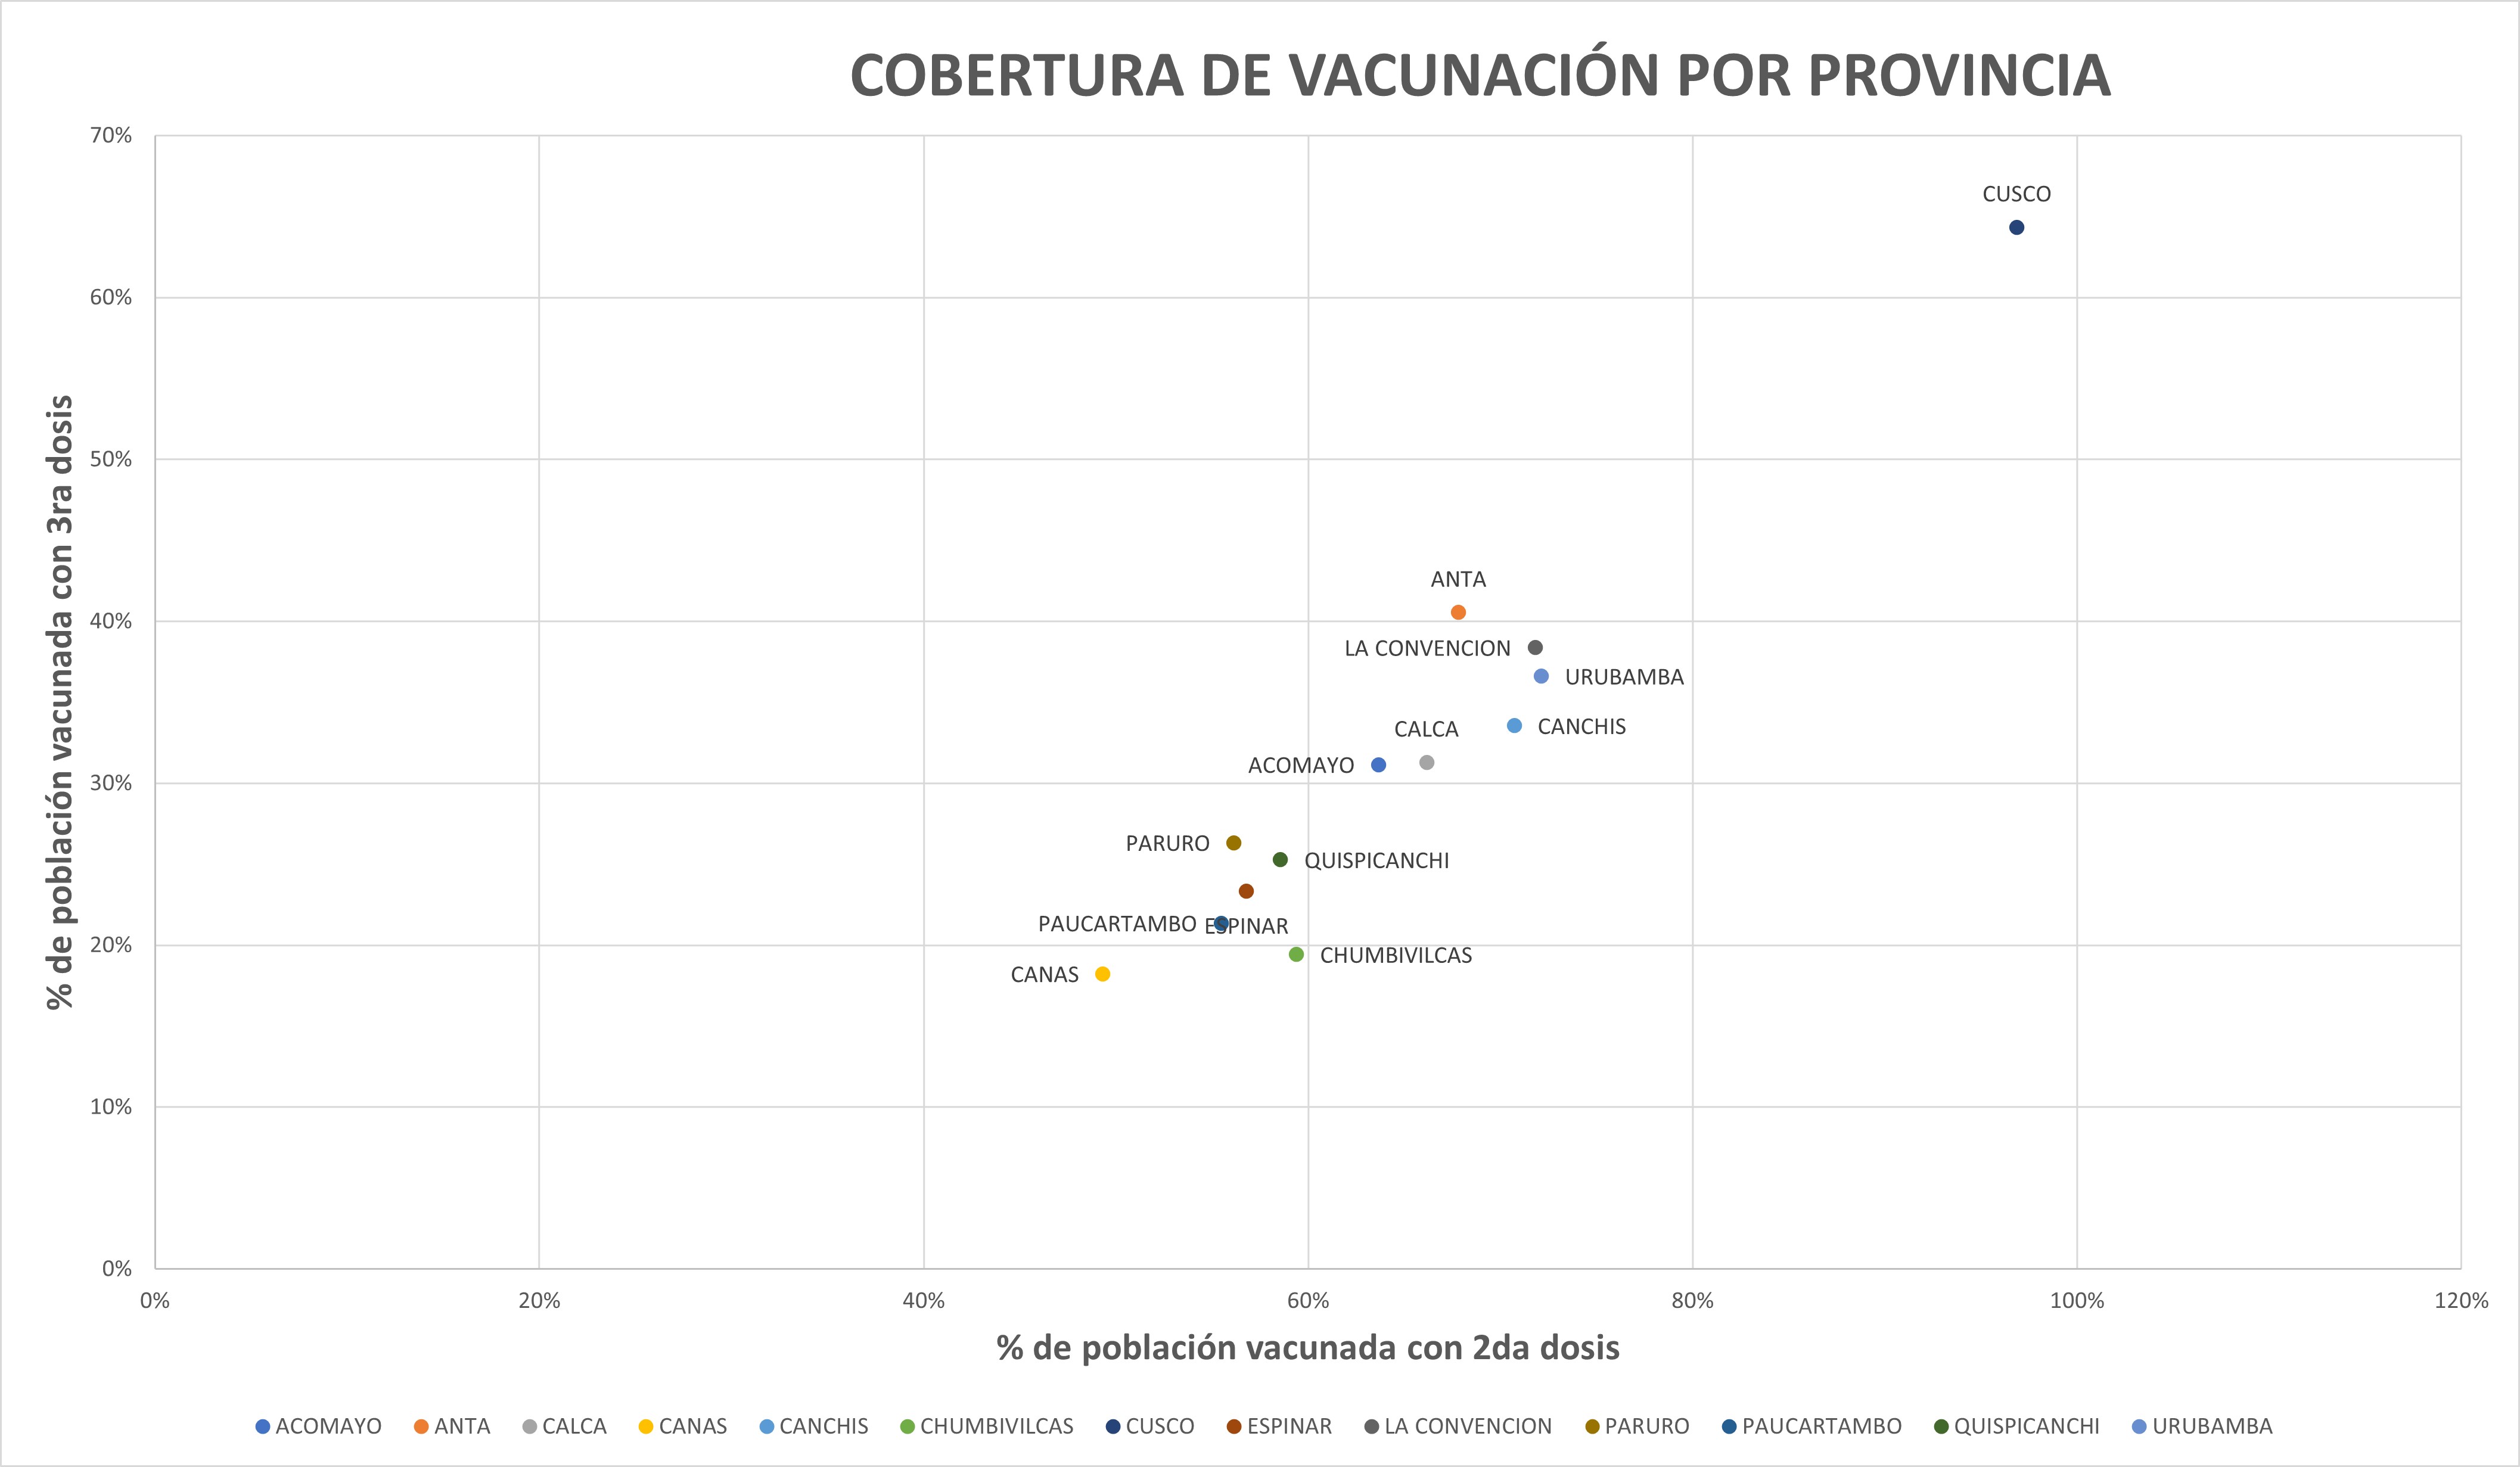 COBERTURA DE VACUNACIÓN POR PROVINCIA
70%
60%
50%
40%
30%
20%
10%
0%
% de población vacunada con 3ra dosis
CUSCO
ANTA
LA CONVENCION
URUBAMBA
CANCHIS
CALCA
ACOMAYO
PARURO
QUISPICANCHI
PAUCARTAMBO
ESPINAR
CHUMBIVILCAS
CANAS
0% 20% 40% 60% 80% 100% 120%
% de población vacunada con 2da dosis
ACOMAYO ANTA CALCA CANAS CANCHIS CHUMBIVILCAS CUSCO ESPINAR LA CONVENCION PARURO PAUCARTAMBO QUISPICANCHI URUBAMBA